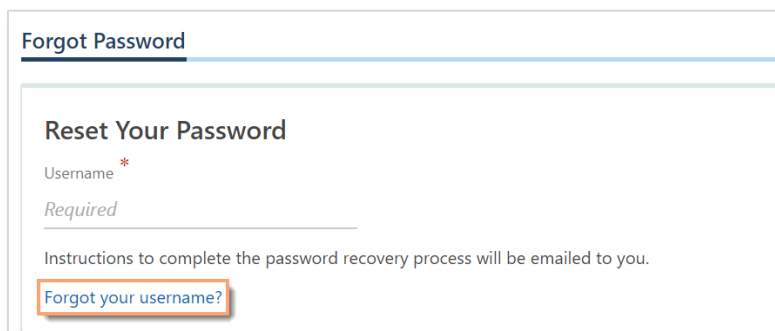 Forgot Password
Reset Your Password
Username *
Required
Instructions to complete the password recovery process will be emailed to you.
Forgot your username?